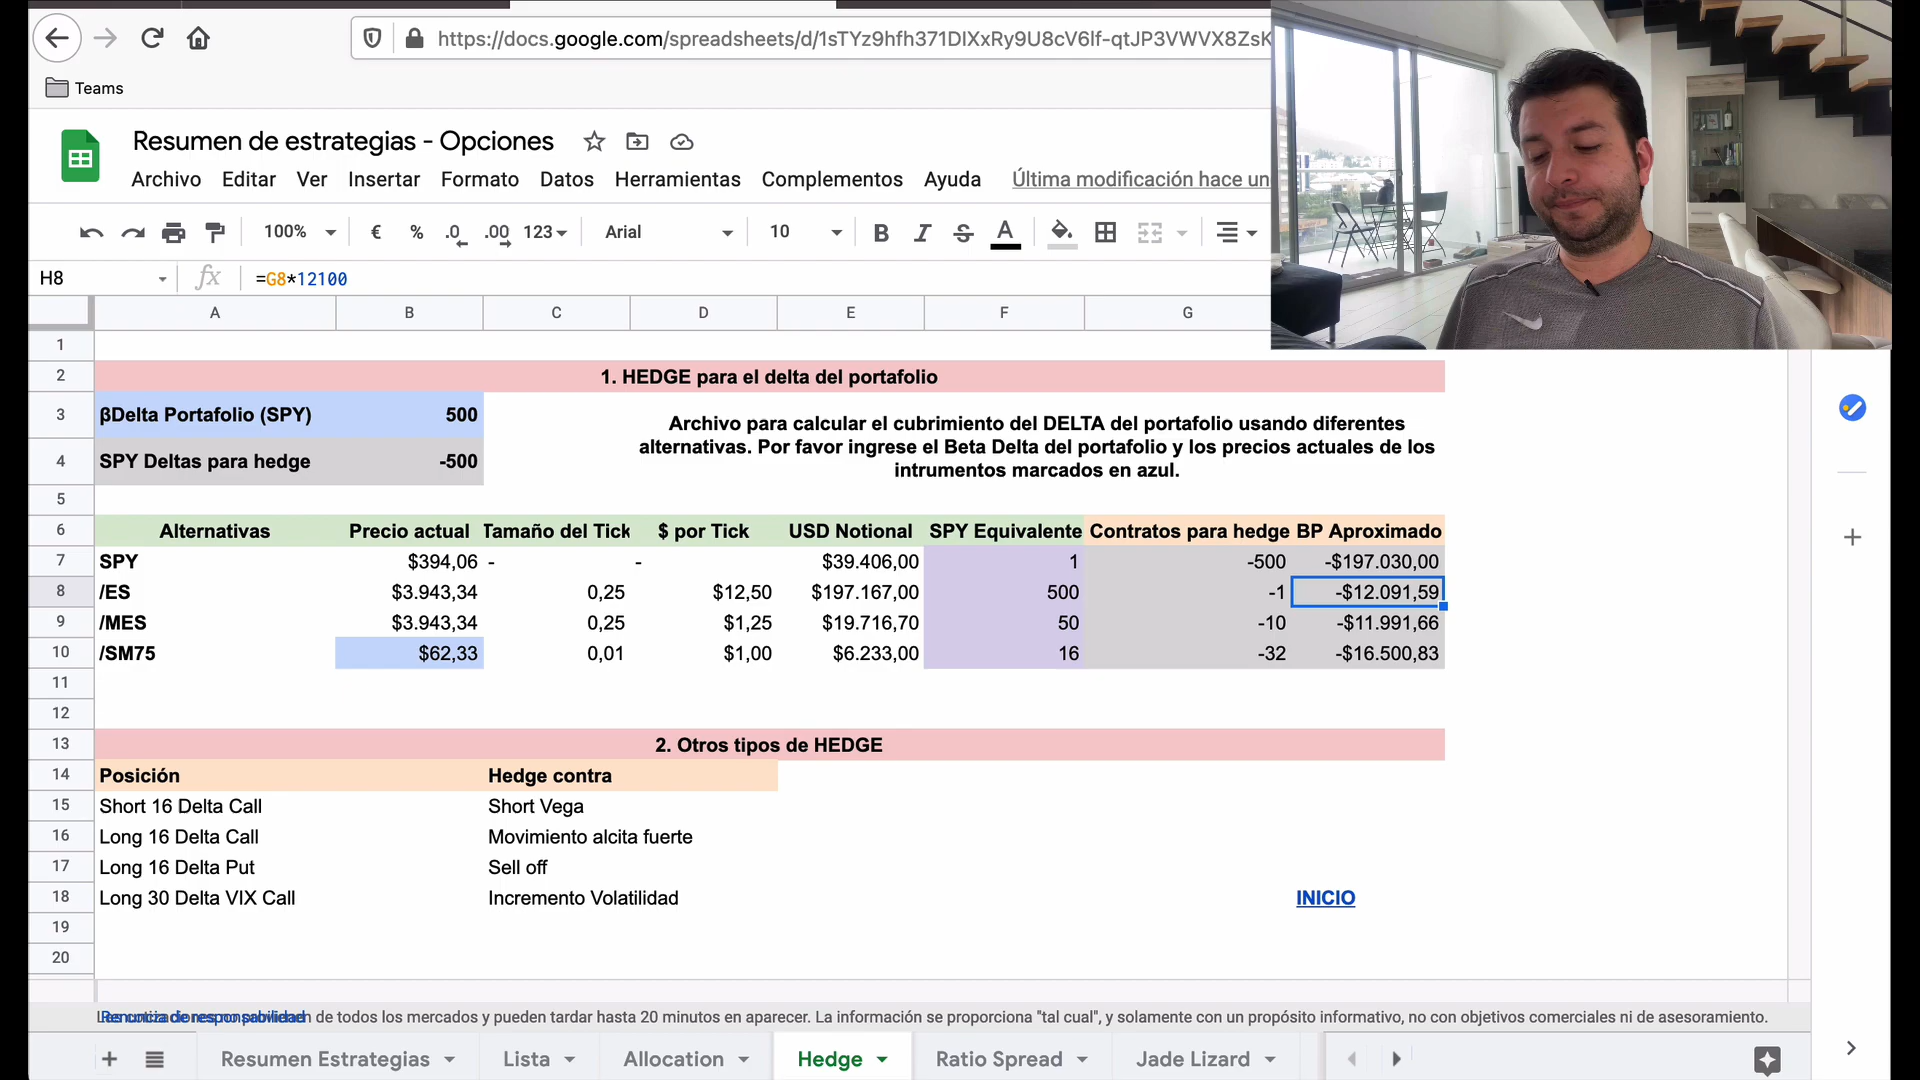 https://docs.google.com/spreadsheets/d/1sTYz9hfh371DIXxRy9U8cV6lf-qtJP3VWVX8ZsK
Teams
Resumen de estrategias - Opciones
Archivo Editar Ver Insertar Formato Datos Herramientas Complementos Ayuda Última modificación hace un
100% € % .0 .00 123 Arial 10 B I S A
H8 fx =G8*12100
A B C D E F G
1
2 1. HEDGE para el delta del portafolio
3 βDelta Portafolio (SPY) 500
Archivo para calcular el cubrimiento del DELTA del portafolio usando diferentes
alternativas. Por favor ingrese el Beta Delta del portafolio y los precios actuales de los
intrumentos marcados en azul.
4 SPY Deltas para hedge -500
5
6 Alternativas Precio actual Tamaño del Tick $ por Tick USD Notional SPY Equivalente Contratos para hedge BP Aproximado
7 SPY $394,06 - - $39.406,00 1 -500 -$197.030,00
8 /ES $3.943,34 0,25 $12,50 $197.167,00 500 -1 -$12.091,59
9 /MES $3.943,34 0,25 $1,25 $19.716,70 50 -10 -$11.991,66
10 /SM75 $62,33 0,01 $1,00 $6.233,00 16 -32 -$16.500,83
11
12
13 2. Otros tipos de HEDGE
14 Posición Hedge contra
15 Short 16 Delta Call Short Vega
16 Long 16 Delta Call Movimiento alcita fuerte
17 Long 16 Delta Put Sell off
18 Long 30 Delta VIX Call Incremento Volatilidad INICIO
19
20
de todos los mercados y pueden tardar hasta 20 minutos en aparecer. La información se proporciona "tal cual", y solamente con un propósito informativo, no con objetivos comerciales ni de asesoramiento.
Resumen Estrategias Lista Allocation Hedge Ratio Spread Jade Lizard